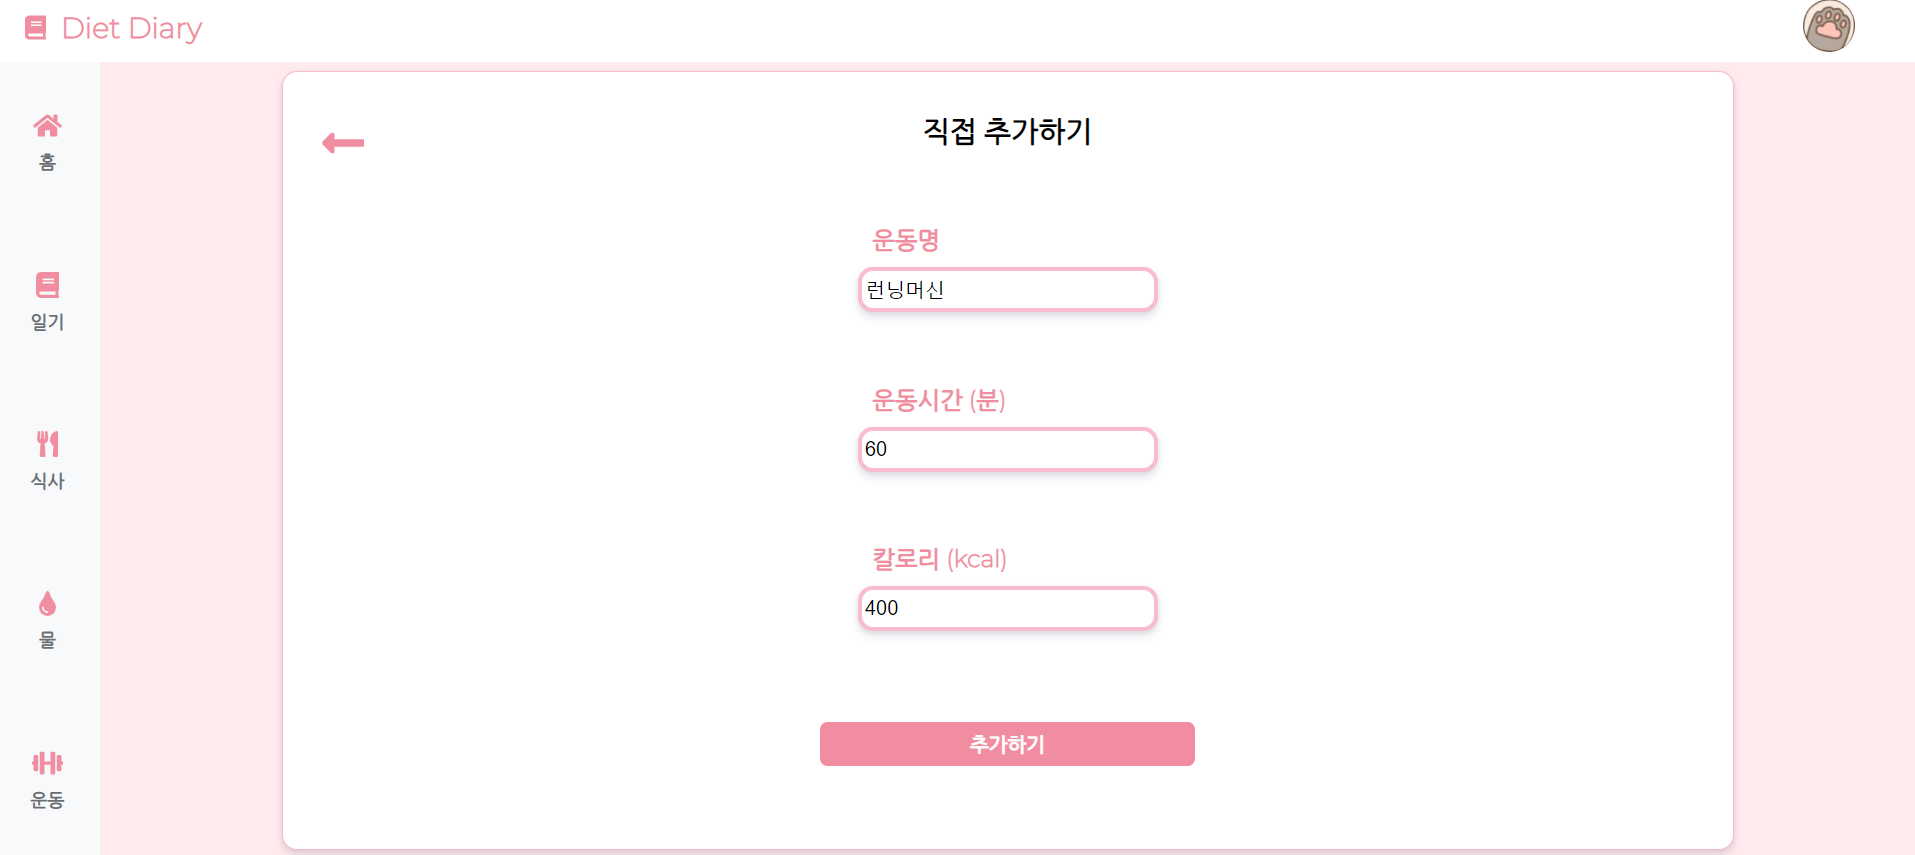 Diet Diary
홈
일기
식사
물
운동
직접 추가하기
운동명
런닝머신
운동시간 (분)
60
칼로리 (kcal)
400
추가하기